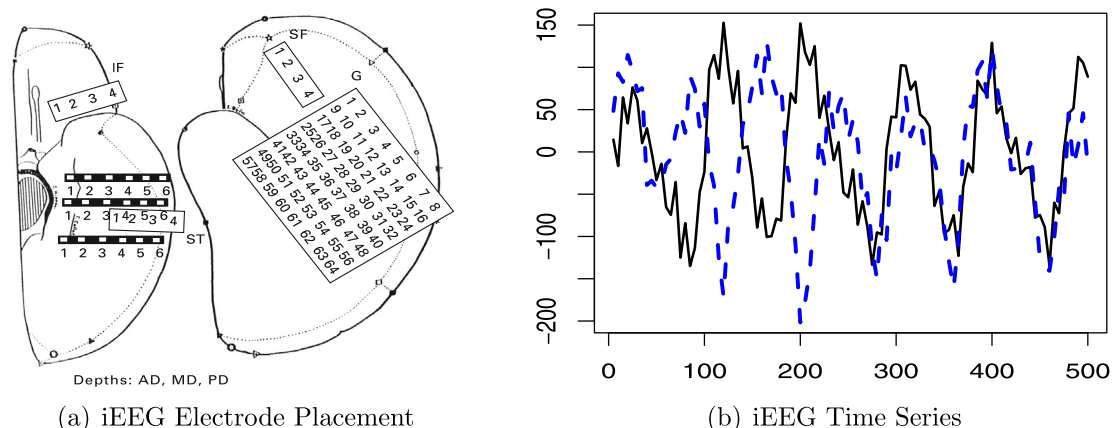 SF
IF
1 2 3 4
1 2 3 4
G
1 2 3 4 5 6 7 8
9 10 11 12 13 14 15 16
17 18 19 20 21 22 23 24
25 26 27 28 29 30 31 32
33 34 35 36 37 38 39 40
41 42 43 44 45 46 47 48
49 50 51 52 53 54 55 56
57 58 59 60 61 62 63 64
1 2 3 4 5 6
1 2 3 4 5 6
1 2 3 4
ST
1 2 3 4 5 6
Depths: AD, MD, PD
(a) iEEG Electrode Placement
150
50
0
−100
−200
0 100 200 300 400 500
(b) iEEG Time Series